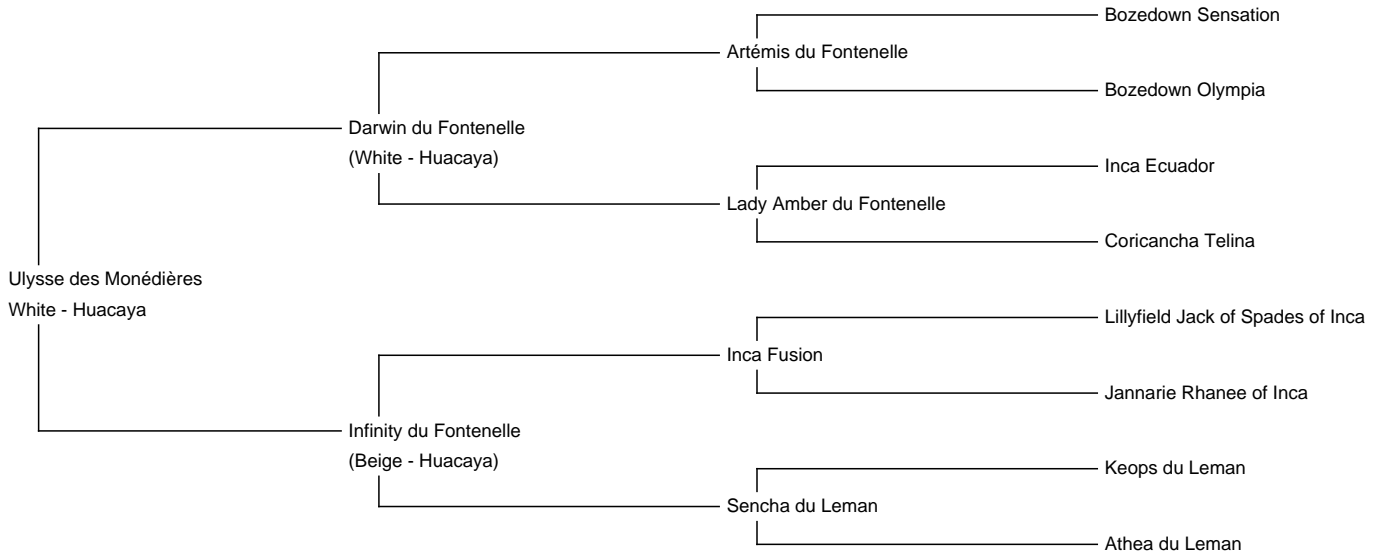 Bozedown Sensation
Artémis du Fontenelle
Bozedown Olympia
Darwin du Fontenelle
(White - Huacaya)
Inca Ecuador
Lady Amber du Fontenelle
Coricancha Telina
Ulysse des Monédières
White - Huacaya
Lillyfield Jack of Spades of Inca
Inca Fusion
Jannarie Rhanee of Inca
Infinity du Fontenelle
(Beige - Huacaya)
Keops du Leman
Sencha du Leman
Athea du Leman